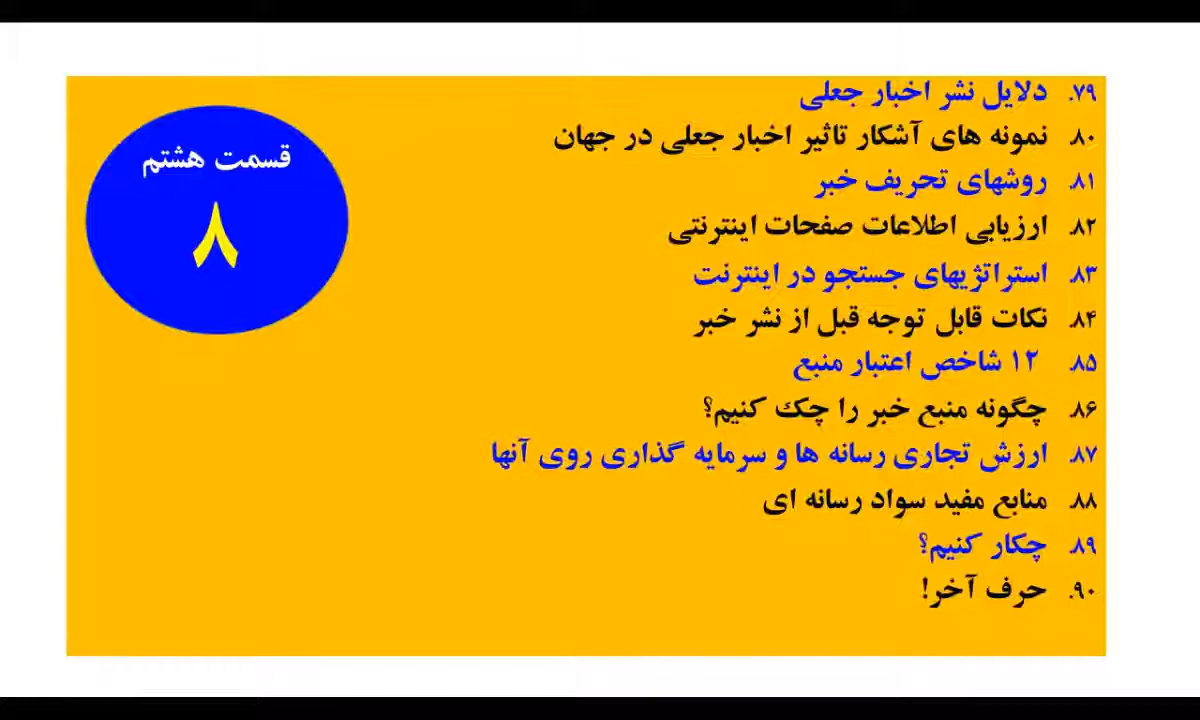 ۷۹. دلایل نشر اخبار جعلی
۸۰. نمونه های آشکار تاثیر اخبار جعلی در جهان
۸۱. روشهای تحریف خبر
۸۲. ارزیابی اطلاعات صفحات اینترنتی
۸۳. استراتژیهای جستجو در اینترنت
۸۴. نکات قابل توجه قبل از نشر خبر
۸۵. ۱۲ شاخص اعتبار منبع
۸۶. چگونه منبع خبر را چک کنیم؟
۸۷. ارزش تجاری رسانه ها و سرمایه گذاری روی آنها
۸۸. منابع مفید سواد رسانه ای
۸۹. چکار کنیم؟
۹۰. حرف آخر!
قسمت هشتم
۸